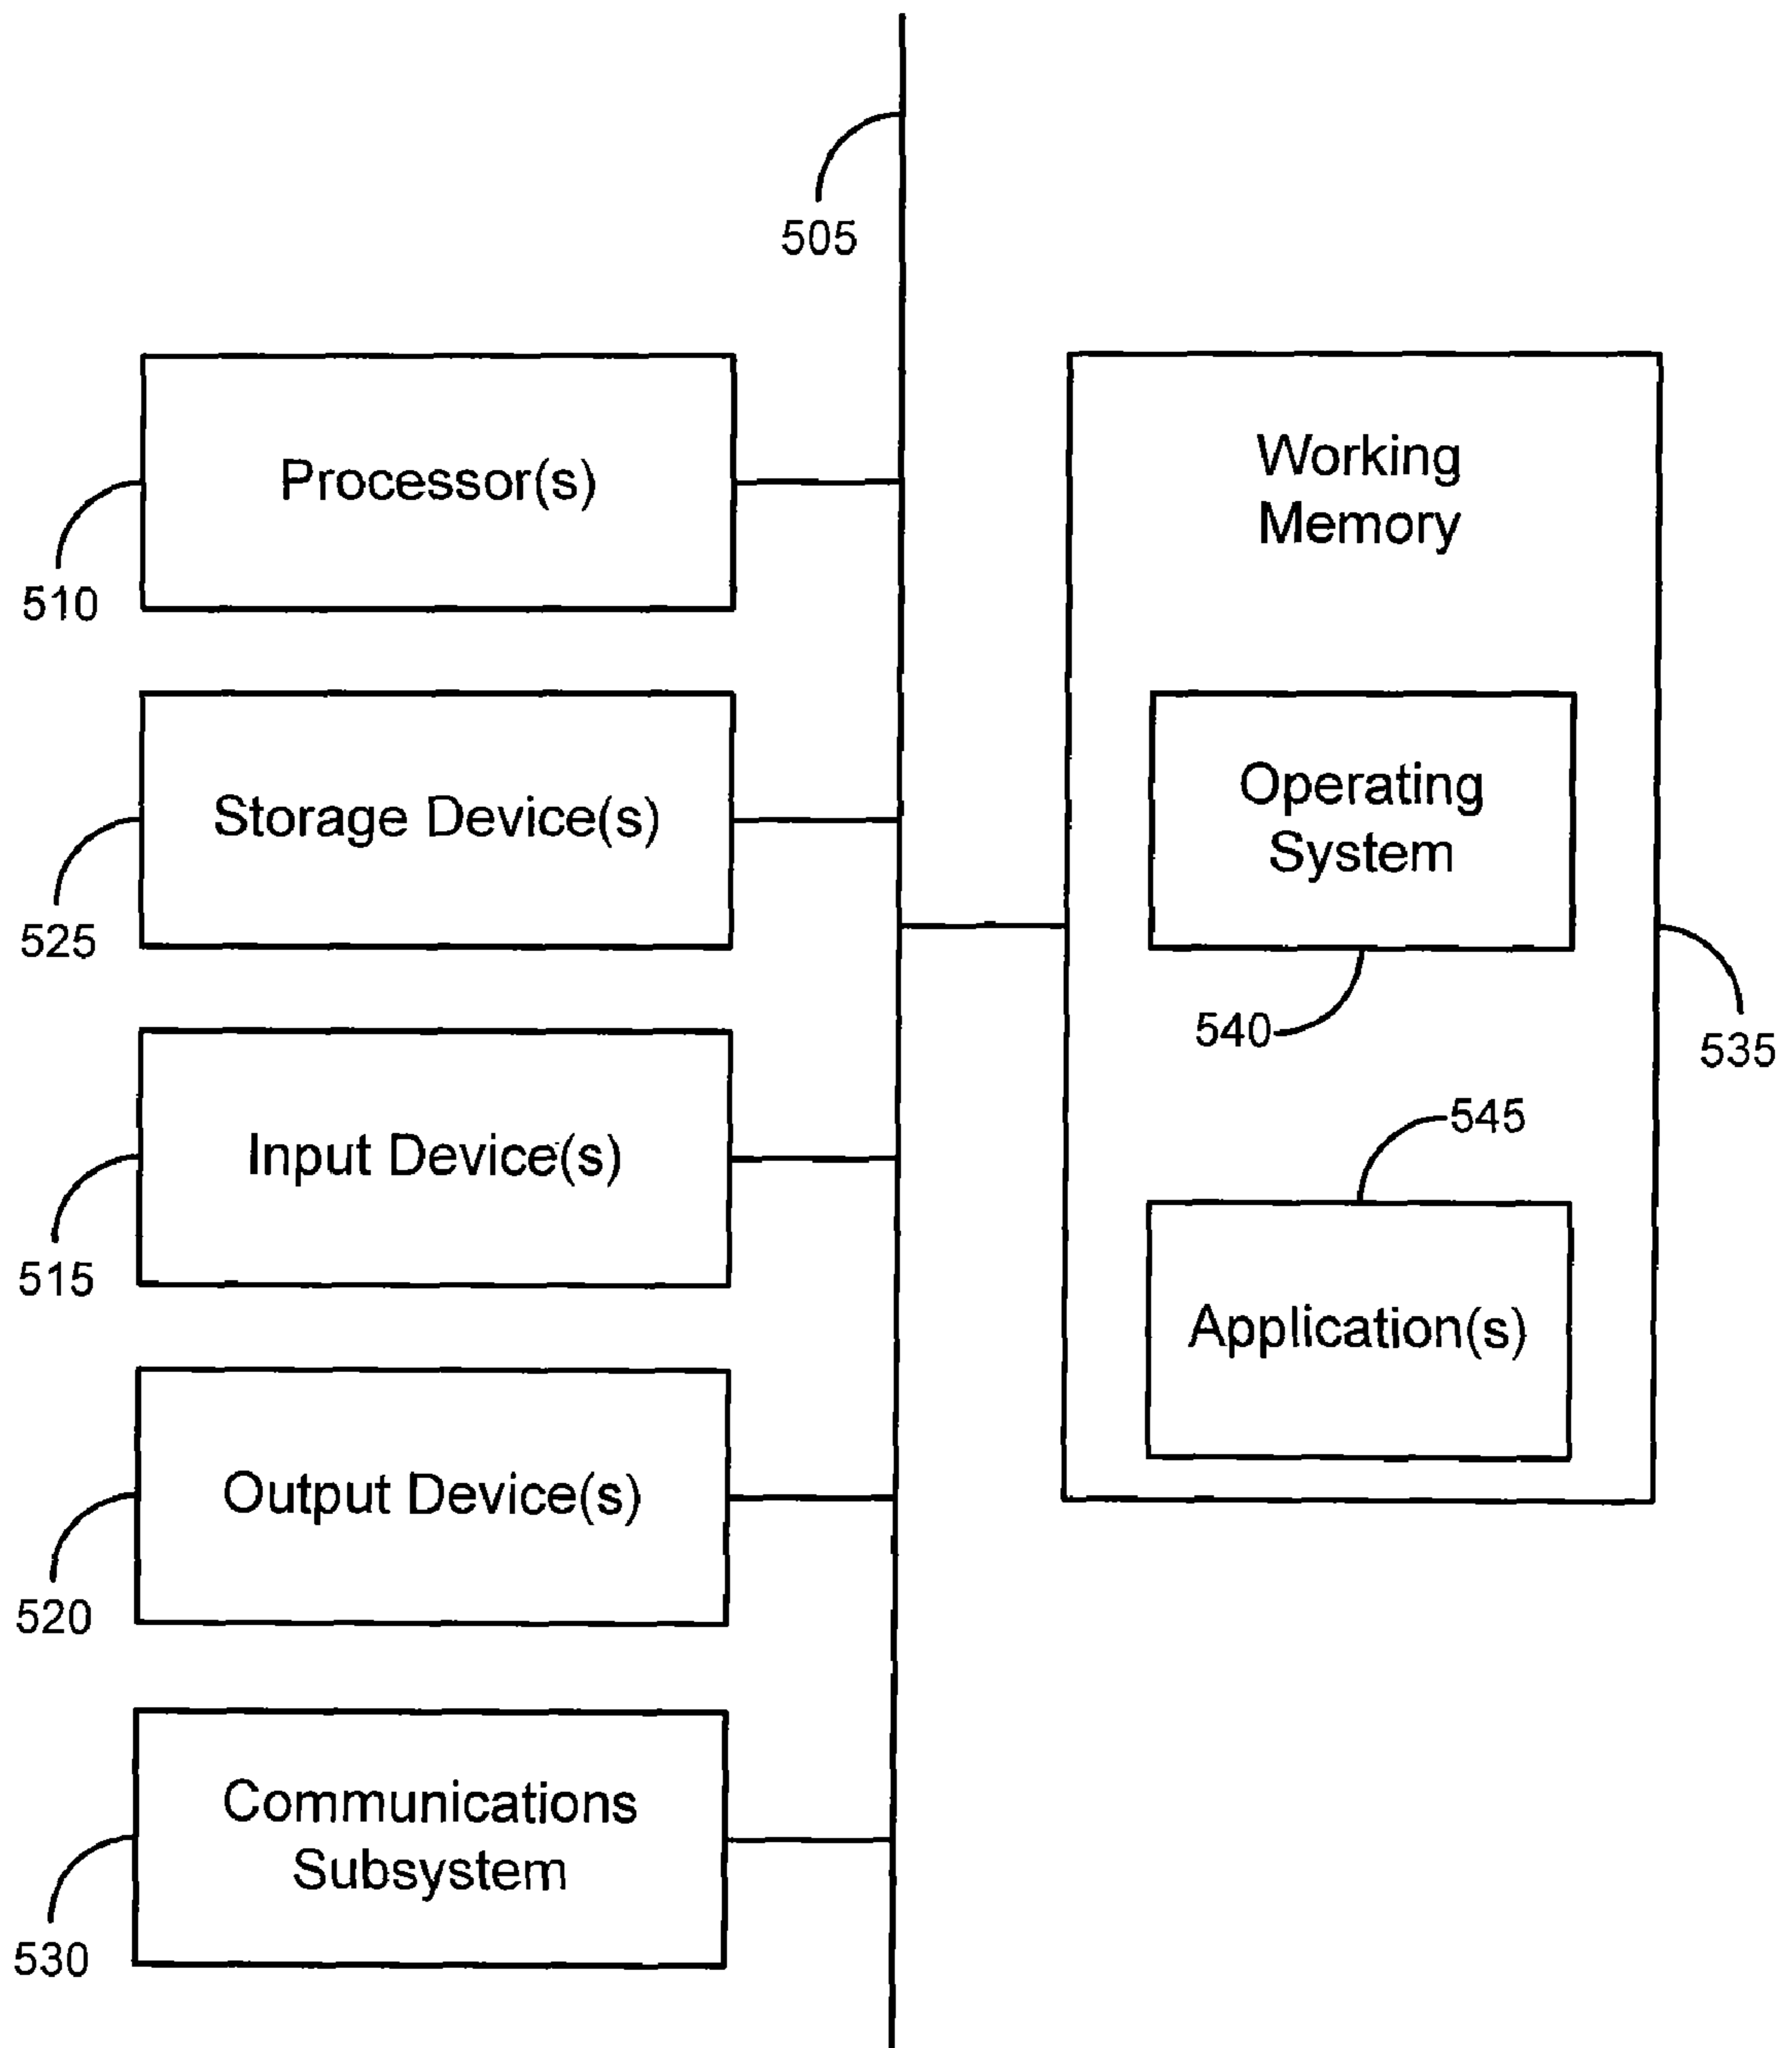 505
Processor(s)
510
Storage Device(s)
525
Input Device(s)
515
Output Device(s)
520
Communications
Subsystem
530
Working
Memory
Operating
System
540
535
545
Application(s)